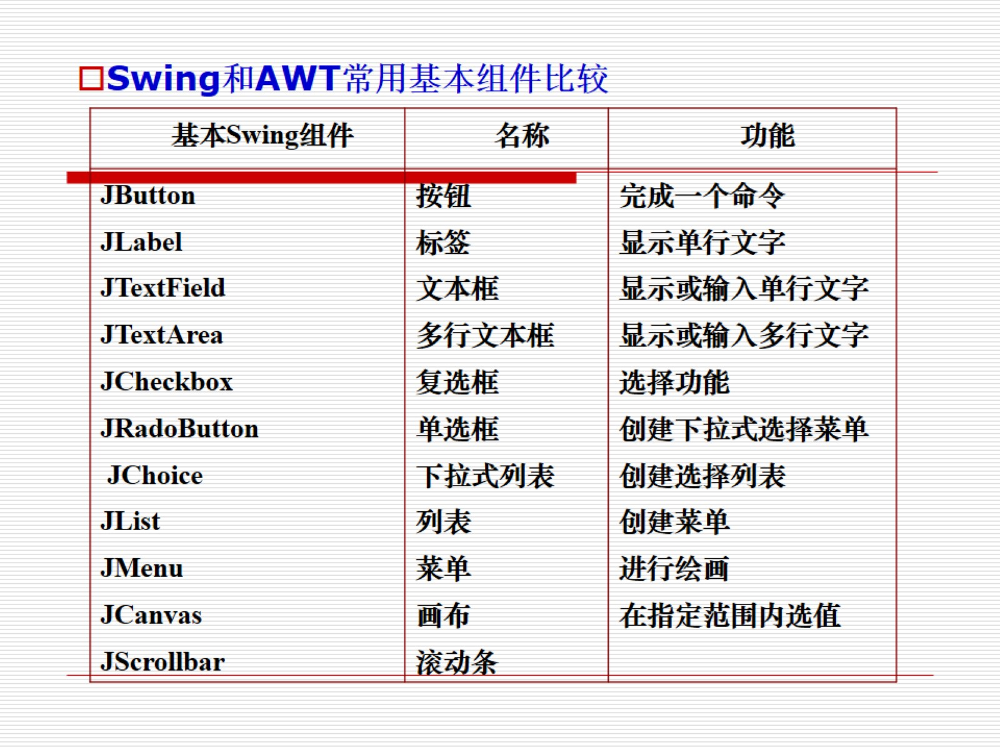 Swing和AWT常用基本组件比较
基本Swing组件 名称 功能
JButton 按钮 完成一个命令
JLabel 标签 显示单行文字
JTextField 文本框 显示或输入单行文字
JTextArea 多行文本框 显示或输入多行文字
JCheckbox 复选框 选择功能
JRadoButton 单选框 创建下拉式选择菜单
JChoice 下拉式列表 创建选择列表
JList 列表 创建菜单
JMenu 菜单 进行绘画
JCanvas 画布 在指定范围内选值
JScrollbar 滚动条